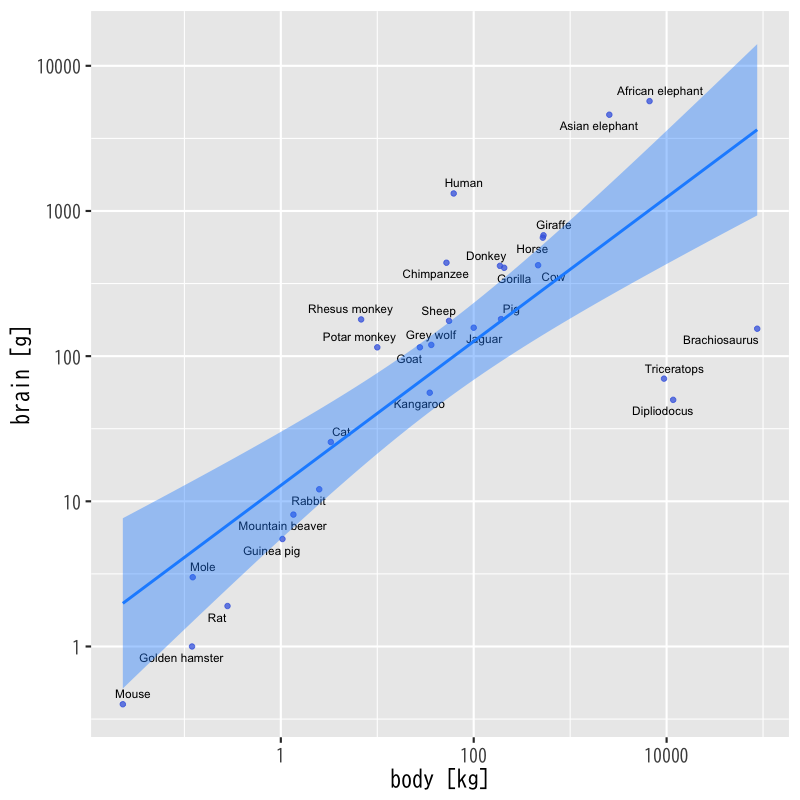 10000
African elephant
Asian elephant
Human
1000
Giraffe
Horse
Donkey
Chimpanzee
Gorilla
Cow
Rhesus monkey
Sheep
Pig
Potar monkey
Grey wolf
Jaguar
Brachiosaurus
100
Goat
Triceratops
Kangaroo
Dipliodocus
Cat
10
Rabbit
Mountain beaver
Guinea pig
Mole
Rat
1
Golden hamster
Mouse
brain [g]
1
100
10000
body [kg]